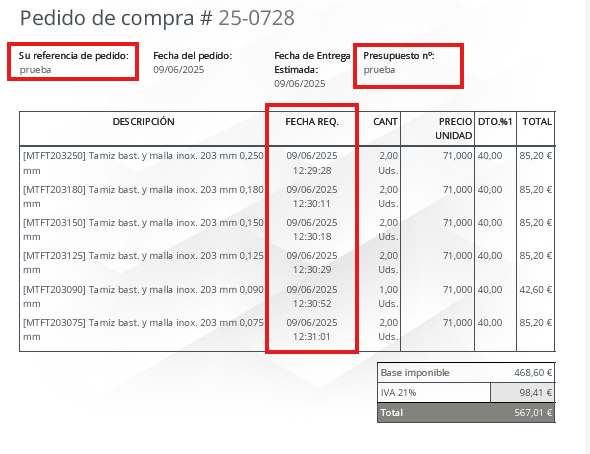 Pedido de compra # 25-0728
Su referencia de pedido: Fecha del pedido: Fecha de Entrega Presupuesto nº:
prueba 09/06/2025 Estimada: prueba
09/06/2025
DESCRIPCIÓN FECHA REQ. CANT PRECIO UNIDAD DTO.%1 TOTAL
[MTFT203250] Tamiz bast. y malla inox. 203 mm 0,250 09/06/2025 2,00 71,000 40,00 85,20 €
mm 12:29:28 Uds.
[MTFT203180] Tamiz bast. y malla inox. 203 mm 0,180 09/06/2025 2,00 71,000 40,00 85,20 €
mm 12:30:11 Uds.
[MTFT203150] Tamiz bast. y malla inox. 203 mm 0,150 09/06/2025 2,00 71,000 40,00 85,20 €
mm 12:30:18 Uds.
[MTFT203125] Tamiz bast. y malla inox. 203 mm 0,125 09/06/2025 2,00 71,000 40,00 85,20 €
mm 12:30:29 Uds.
[MTFT203090] Tamiz bast. y malla inox. 203 mm 0,090 09/06/2025 1,00 71,000 40,00 42,60 €
mm 12:30:52 Uds.
[MTFT203075] Tamiz bast. y malla inox. 203 mm 0,075 09/06/2025 2,00 71,000 40,00 85,20 €
mm 12:31:01 Uds.
Base imponible 468,60 €
IVA 21% 98,41 €
Total 567,01 €